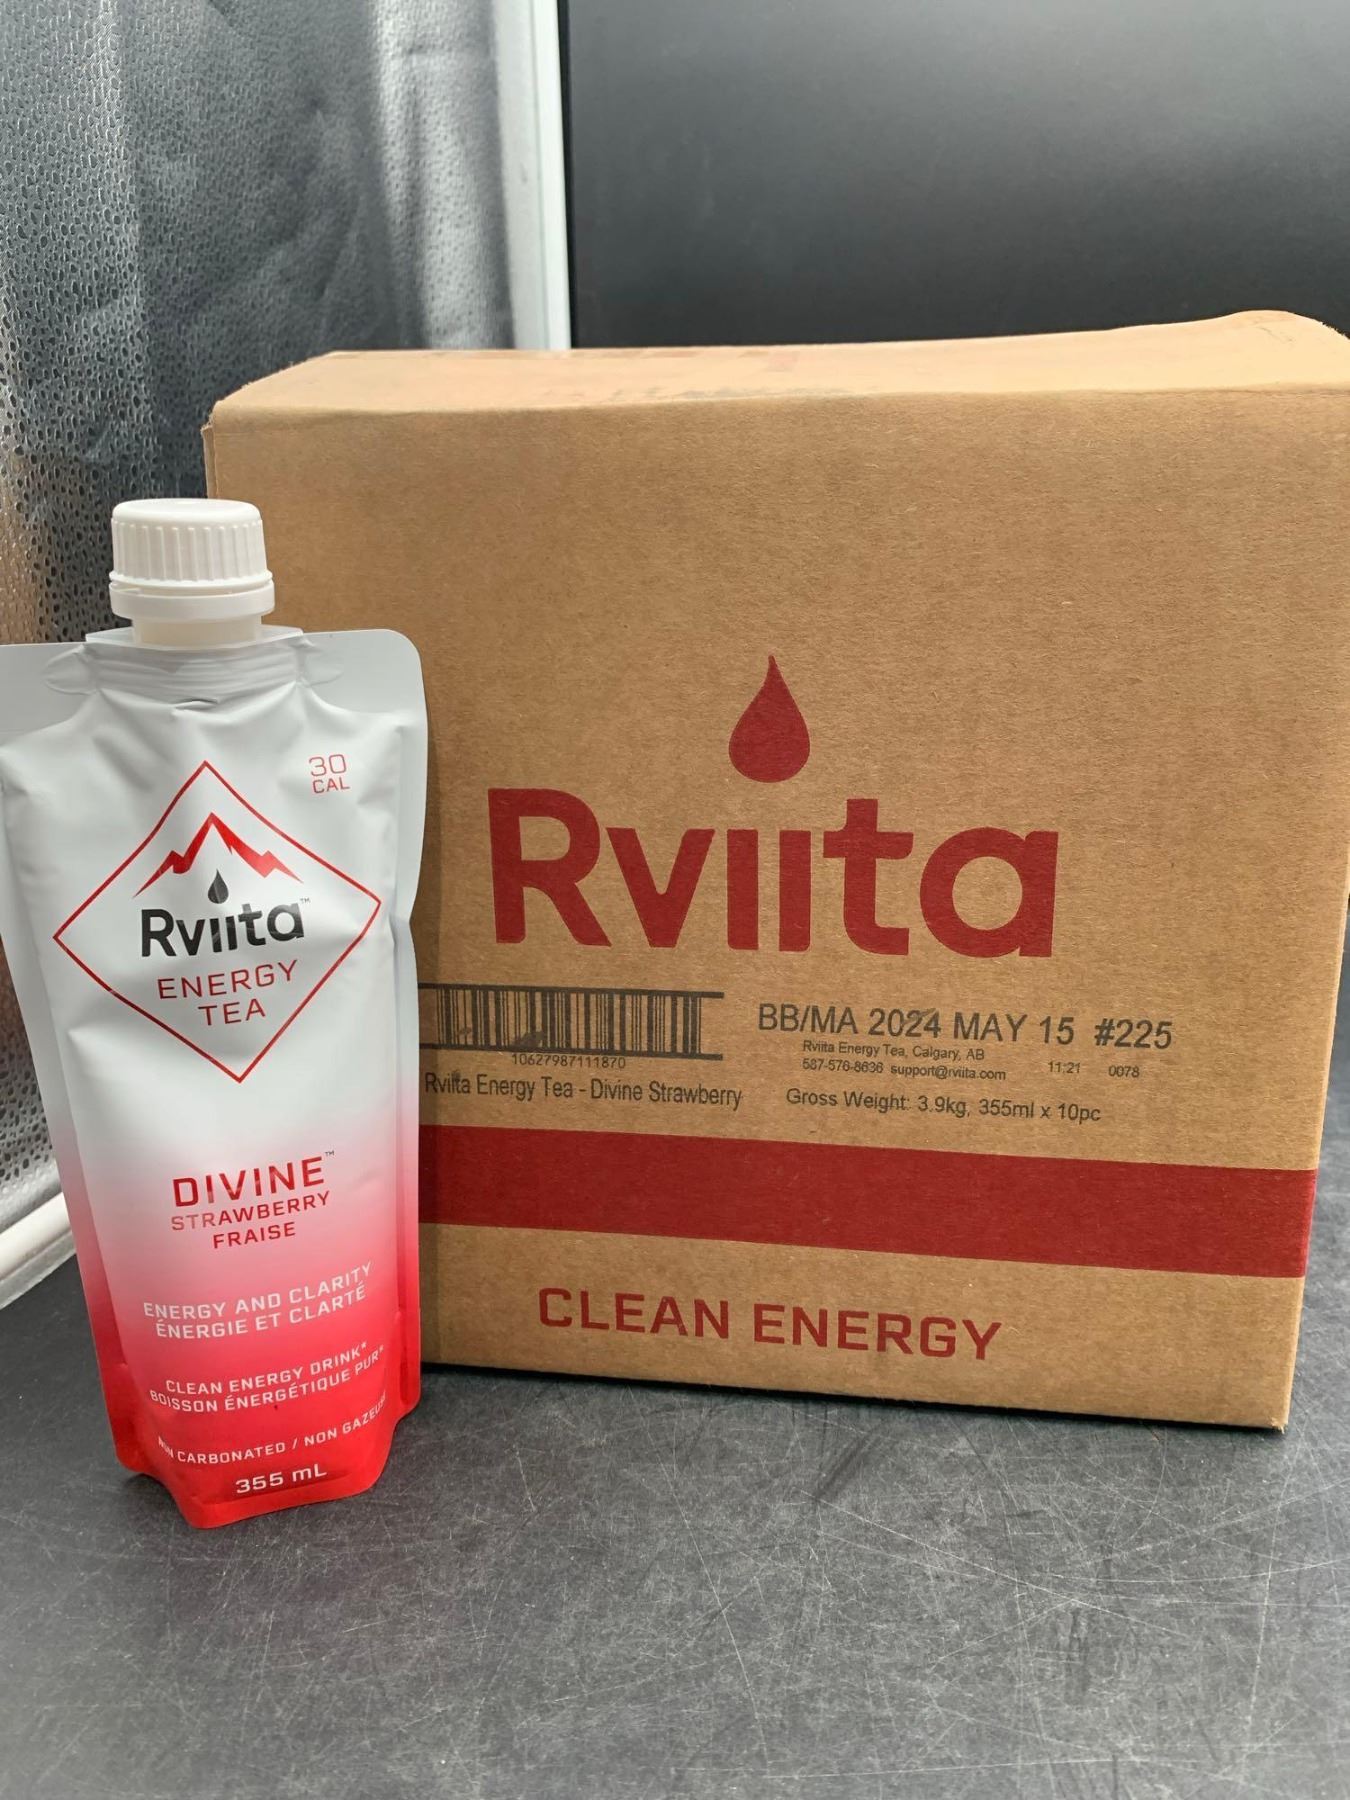 30
CAL
Rviita™
ENERGY
TEA
DIVINE™
STRAWBERRY
FRAISE
ENERGY AND CLARITY
ÉNERGIE ET CLARTÉ
CLEAN ENERGY DRINK*
BOISSON ÉNERGÉTIQUE PUR*
NON CARBONATED / NON GAZEUSE
355 mL
Rviita
10627987111870
Rviita Energy Tea - Divine Strawberry
BB/MA 2024 MAY 15 #225
Rviita Energy Tea, Calgary, AB
587-576-8636 support@rviita.com 11:21 0078
Gross Weight: 3.9kg, 355ml x 10pc
CLEAN ENERGY